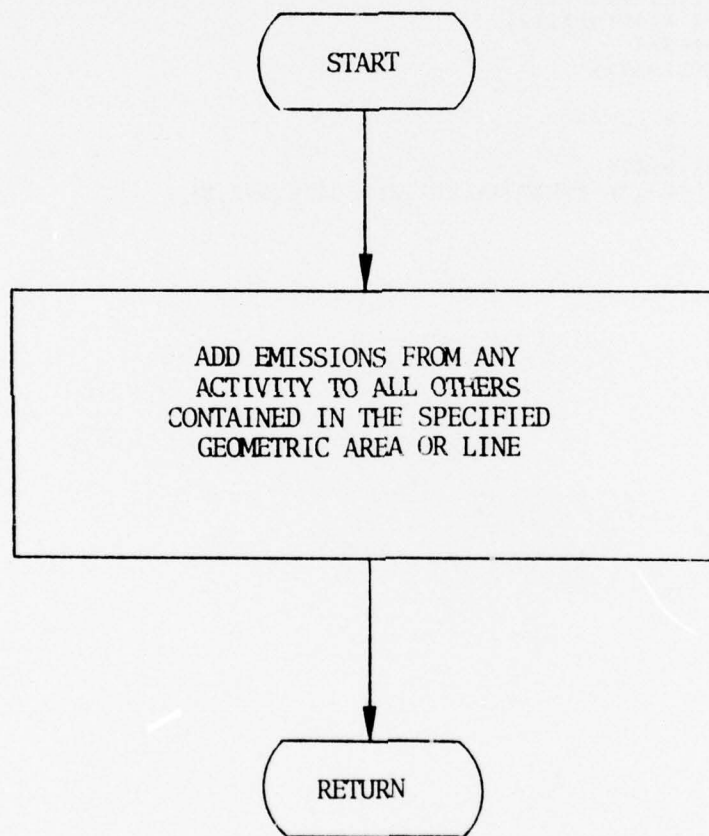 START
ADD EMISSIONS FROM ANY
ACTIVITY TO ALL OTHERS
CONTAINED IN THE SPECIFIED
GEOMETRIC AREA OR LINE
RETURN